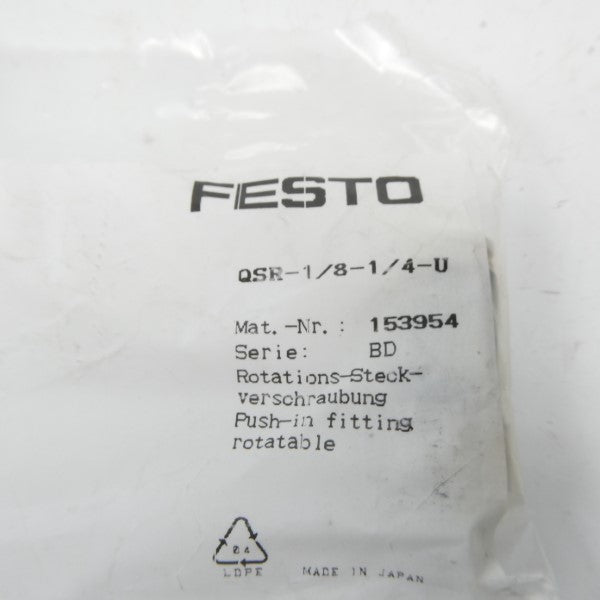 FESTO
QSR-1/8-1/4-U
Mat.-Nr.: 153954
Serie: BD
Rotations-Steck-
verschraubung
Push-in fitting
rotatable
04
LDPE MADE IN JAPAN